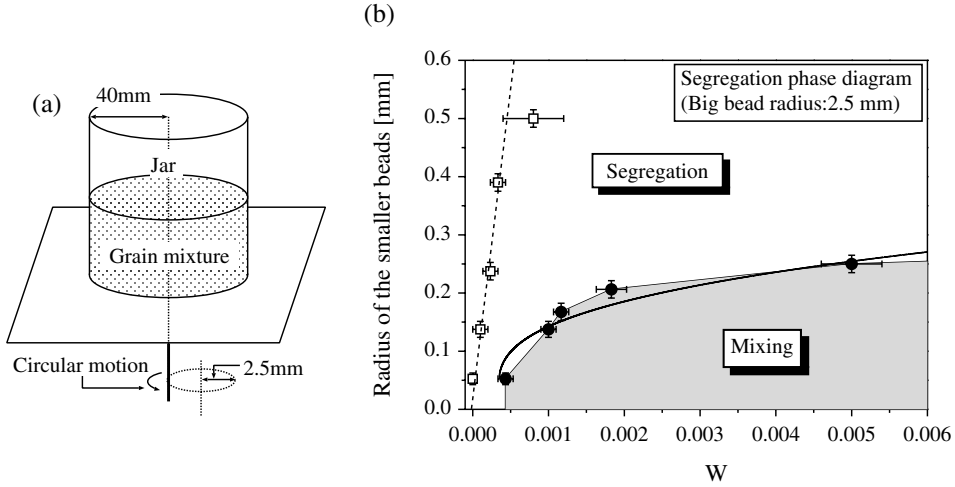 (a)
40mm
Jar
Grain mixture
Circular motion
2.5mm
(b)
Radius of the smaller beads [mm]
0.6
0.5
0.4
0.3
0.2
0.1
0.0
Segregation phase diagram
(Big bead radius:2.5 mm)
Segregation
Mixing
0.000 0.001 0.002 0.003 0.004 0.005 0.006
W